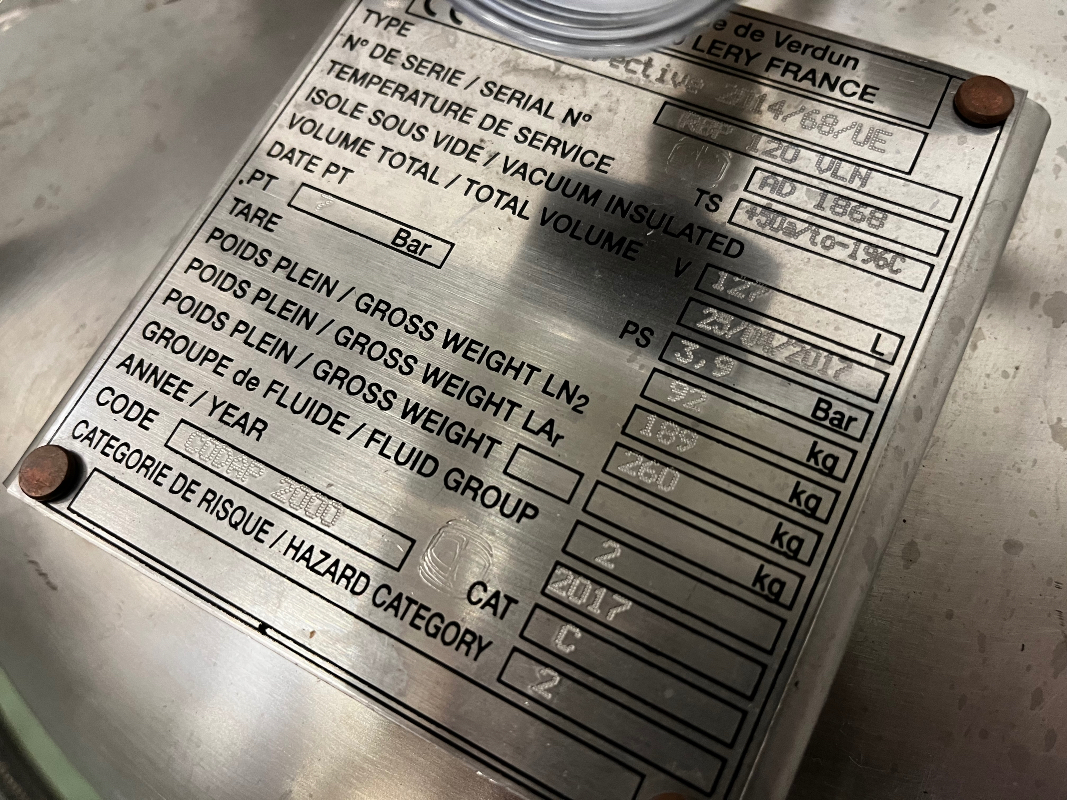 e de Verdun
LERY FRANCE
TYPE
ective 2014/68/UE
N° DE SERIE / SERIAL N° 120 VLN
TEMPERATURE DE SERVICE TS AD 1868
ISOLE SOUS VIDE / VACUUM INSULATED +50a/to-196C
VOLUME TOTAL / TOTAL VOLUME V 127 L
DATE PT 25/04/2017
PT Bar PS 3,9 Bar
TARE 92 kg
POIDS PLEIN / GROSS WEIGHT LN2 189 kg
POIDS PLEIN / GROSS WEIGHT LAr 260 kg
POIDS PLEIN / GROSS WEIGHT kg
GROUPE de FLUIDE / FLUID GROUP 2
ANNEE / YEAR 2017
CODE CODAP 2000 CAT C
CATEGORIE DE RISQUE / HAZARD CATEGORY 2